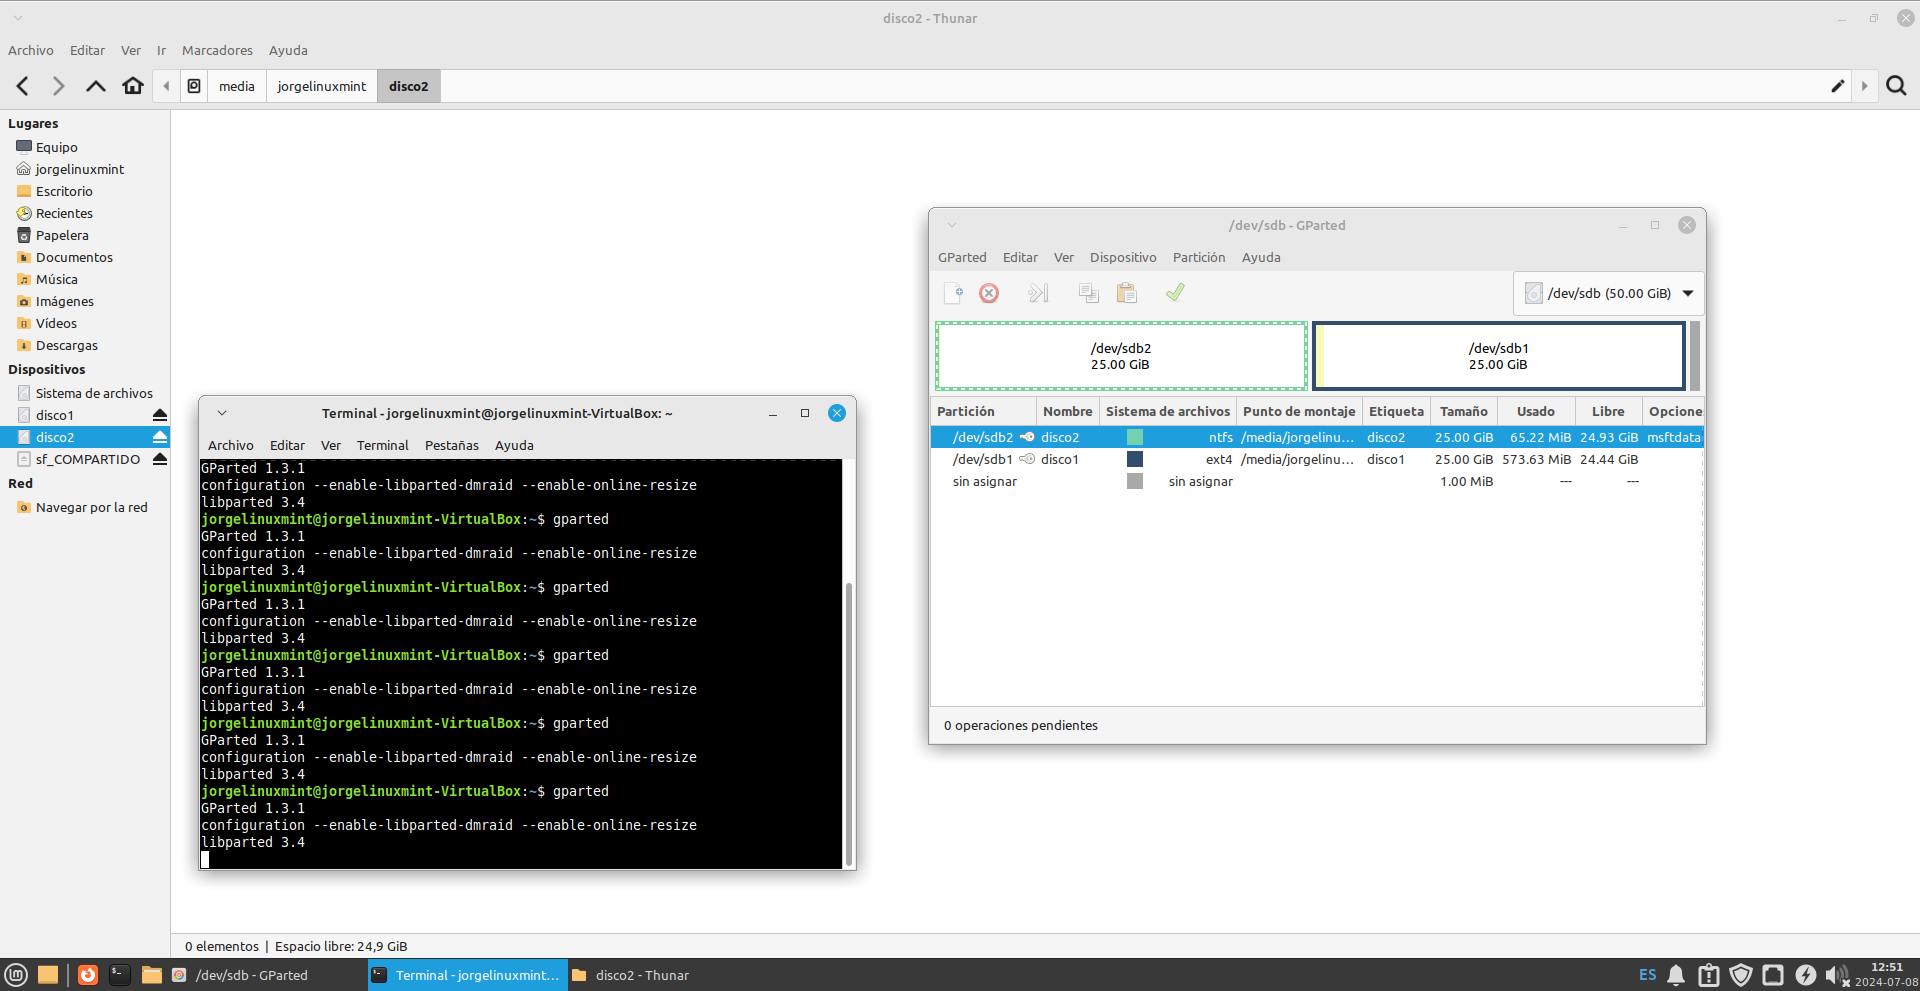 disco2 - Thunar
Archivo Editar Ver Ir Marcadores Ayuda
media jorgelinuxmint disco2
Lugares
Equipo
jorgelinuxmint
Escritorio
Recientes
Papelera
Documentos
Música
Imágenes
Vídeos
Descargas
Dispositivos
Sistema de archivos
disco1
disco2
sf_COMPARTIDO
Red
Navegar por la red
Terminal - jorgelinuxmint@jorgelinuxmint-VirtualBox: ~
Archivo Editar Ver Terminal Pestañas Ayuda
GParted 1.3.1
configuration --enable-libparted-dmraid --enable-online-resize
libparted 3.4
jorgelinuxmint@jorgelinuxmint-VirtualBox:~$ gparted
GParted 1.3.1
configuration --enable-libparted-dmraid --enable-online-resize
libparted 3.4
jorgelinuxmint@jorgelinuxmint-VirtualBox:~$ gparted
GParted 1.3.1
configuration --enable-libparted-dmraid --enable-online-resize
libparted 3.4
jorgelinuxmint@jorgelinuxmint-VirtualBox:~$ gparted
GParted 1.3.1
configuration --enable-libparted-dmraid --enable-online-resize
libparted 3.4
jorgelinuxmint@jorgelinuxmint-VirtualBox:~$ gparted
GParted 1.3.1
configuration --enable-libparted-dmraid --enable-online-resize
libparted 3.4
jorgelinuxmint@jorgelinuxmint-VirtualBox:~$ gparted
GParted 1.3.1
configuration --enable-libparted-dmraid --enable-online-resize
libparted 3.4
/dev/sdb - GParted
GParted Editar Ver Dispositivo Partición Ayuda
/dev/sdb (50.00 GiB)
/dev/sdb2
25.00 GiB
/dev/sdb1
25.00 GiB
Partición Nombre Sistema de archivos Punto de montaje Etiqueta Tamaño Usado Libre Opcione
/dev/sdb2 disco2 ntfs /media/jorgelinu... disco2 25.00 GiB 65.22 MiB 24.93 GiB msftdata
/dev/sdb1 disco1 ext4 /media/jorgelinu... disco1 25.00 GiB 573.63 MiB 24.44 GiB
sin asignar sin asignar 1.00 MiB --- ---
0 operaciones pendientes
0 elementos | Espacio libre: 24,9 GiB
/dev/sdb - GParted Terminal - jorgelinuxmint... disco2 - Thunar ES
12:51
2024-07-08